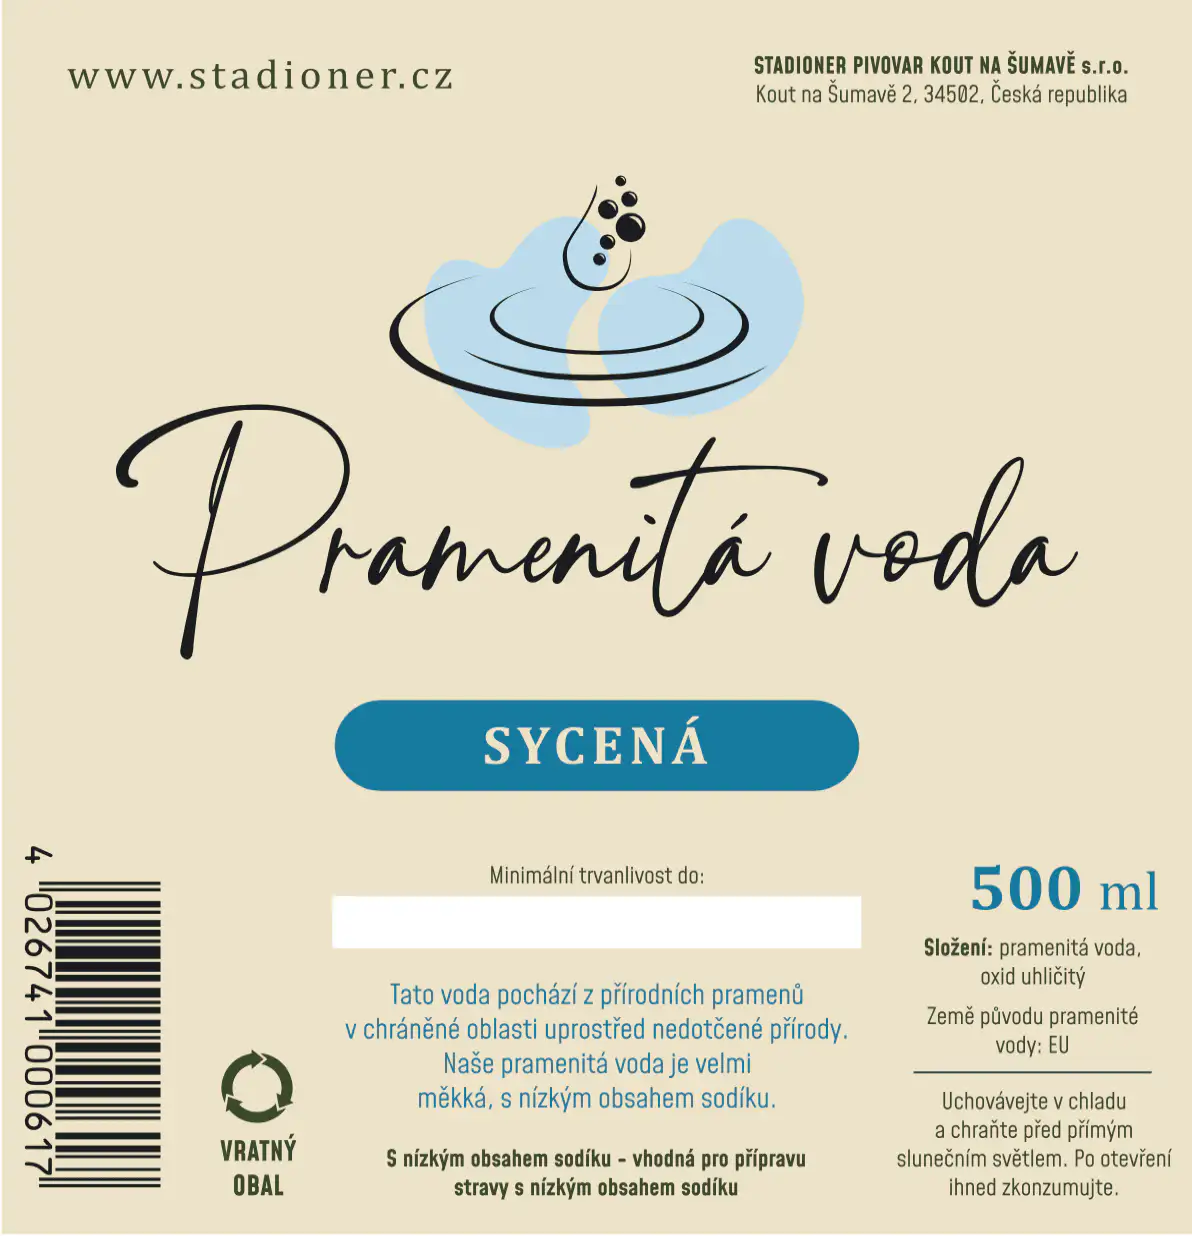 www.stadioner.cz
STADIONER PIVOVAR KOUT NA ŠUMAVĚ s.r.o.
Kout na Šumavě 2, 34502, Česká republika
Pramenitá voda
SYCENÁ
4 026741 000617
VRATNÝ
OBAL
Minimální trvanlivost do:
Tato voda pochází z přírodních pramenů
v chráněné oblasti uprostřed nedotčené přírody.
Naše pramenitá voda je velmi
měkká, s nízkým obsahem sodíku.
S nízkým obsahem sodíku - vhodná pro přípravu
stravy s nízkým obsahem sodíku
500 ml
Složení: pramenitá voda,
oxid uhličitý
Země původu pramenité
vody: EU
Uchovávejte v chladu
a chraňte před přímým
slunečním světlem. Po otevření
ihned zkonzumujte.